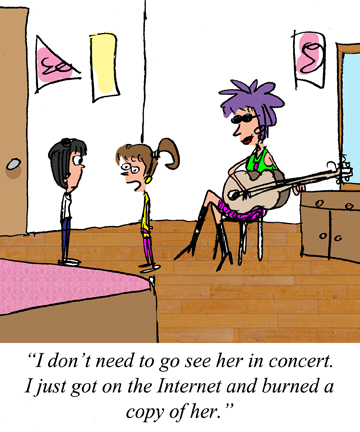 “I don’t need to go see her in concert.
I just got on the Internet and burned a
copy of her.”